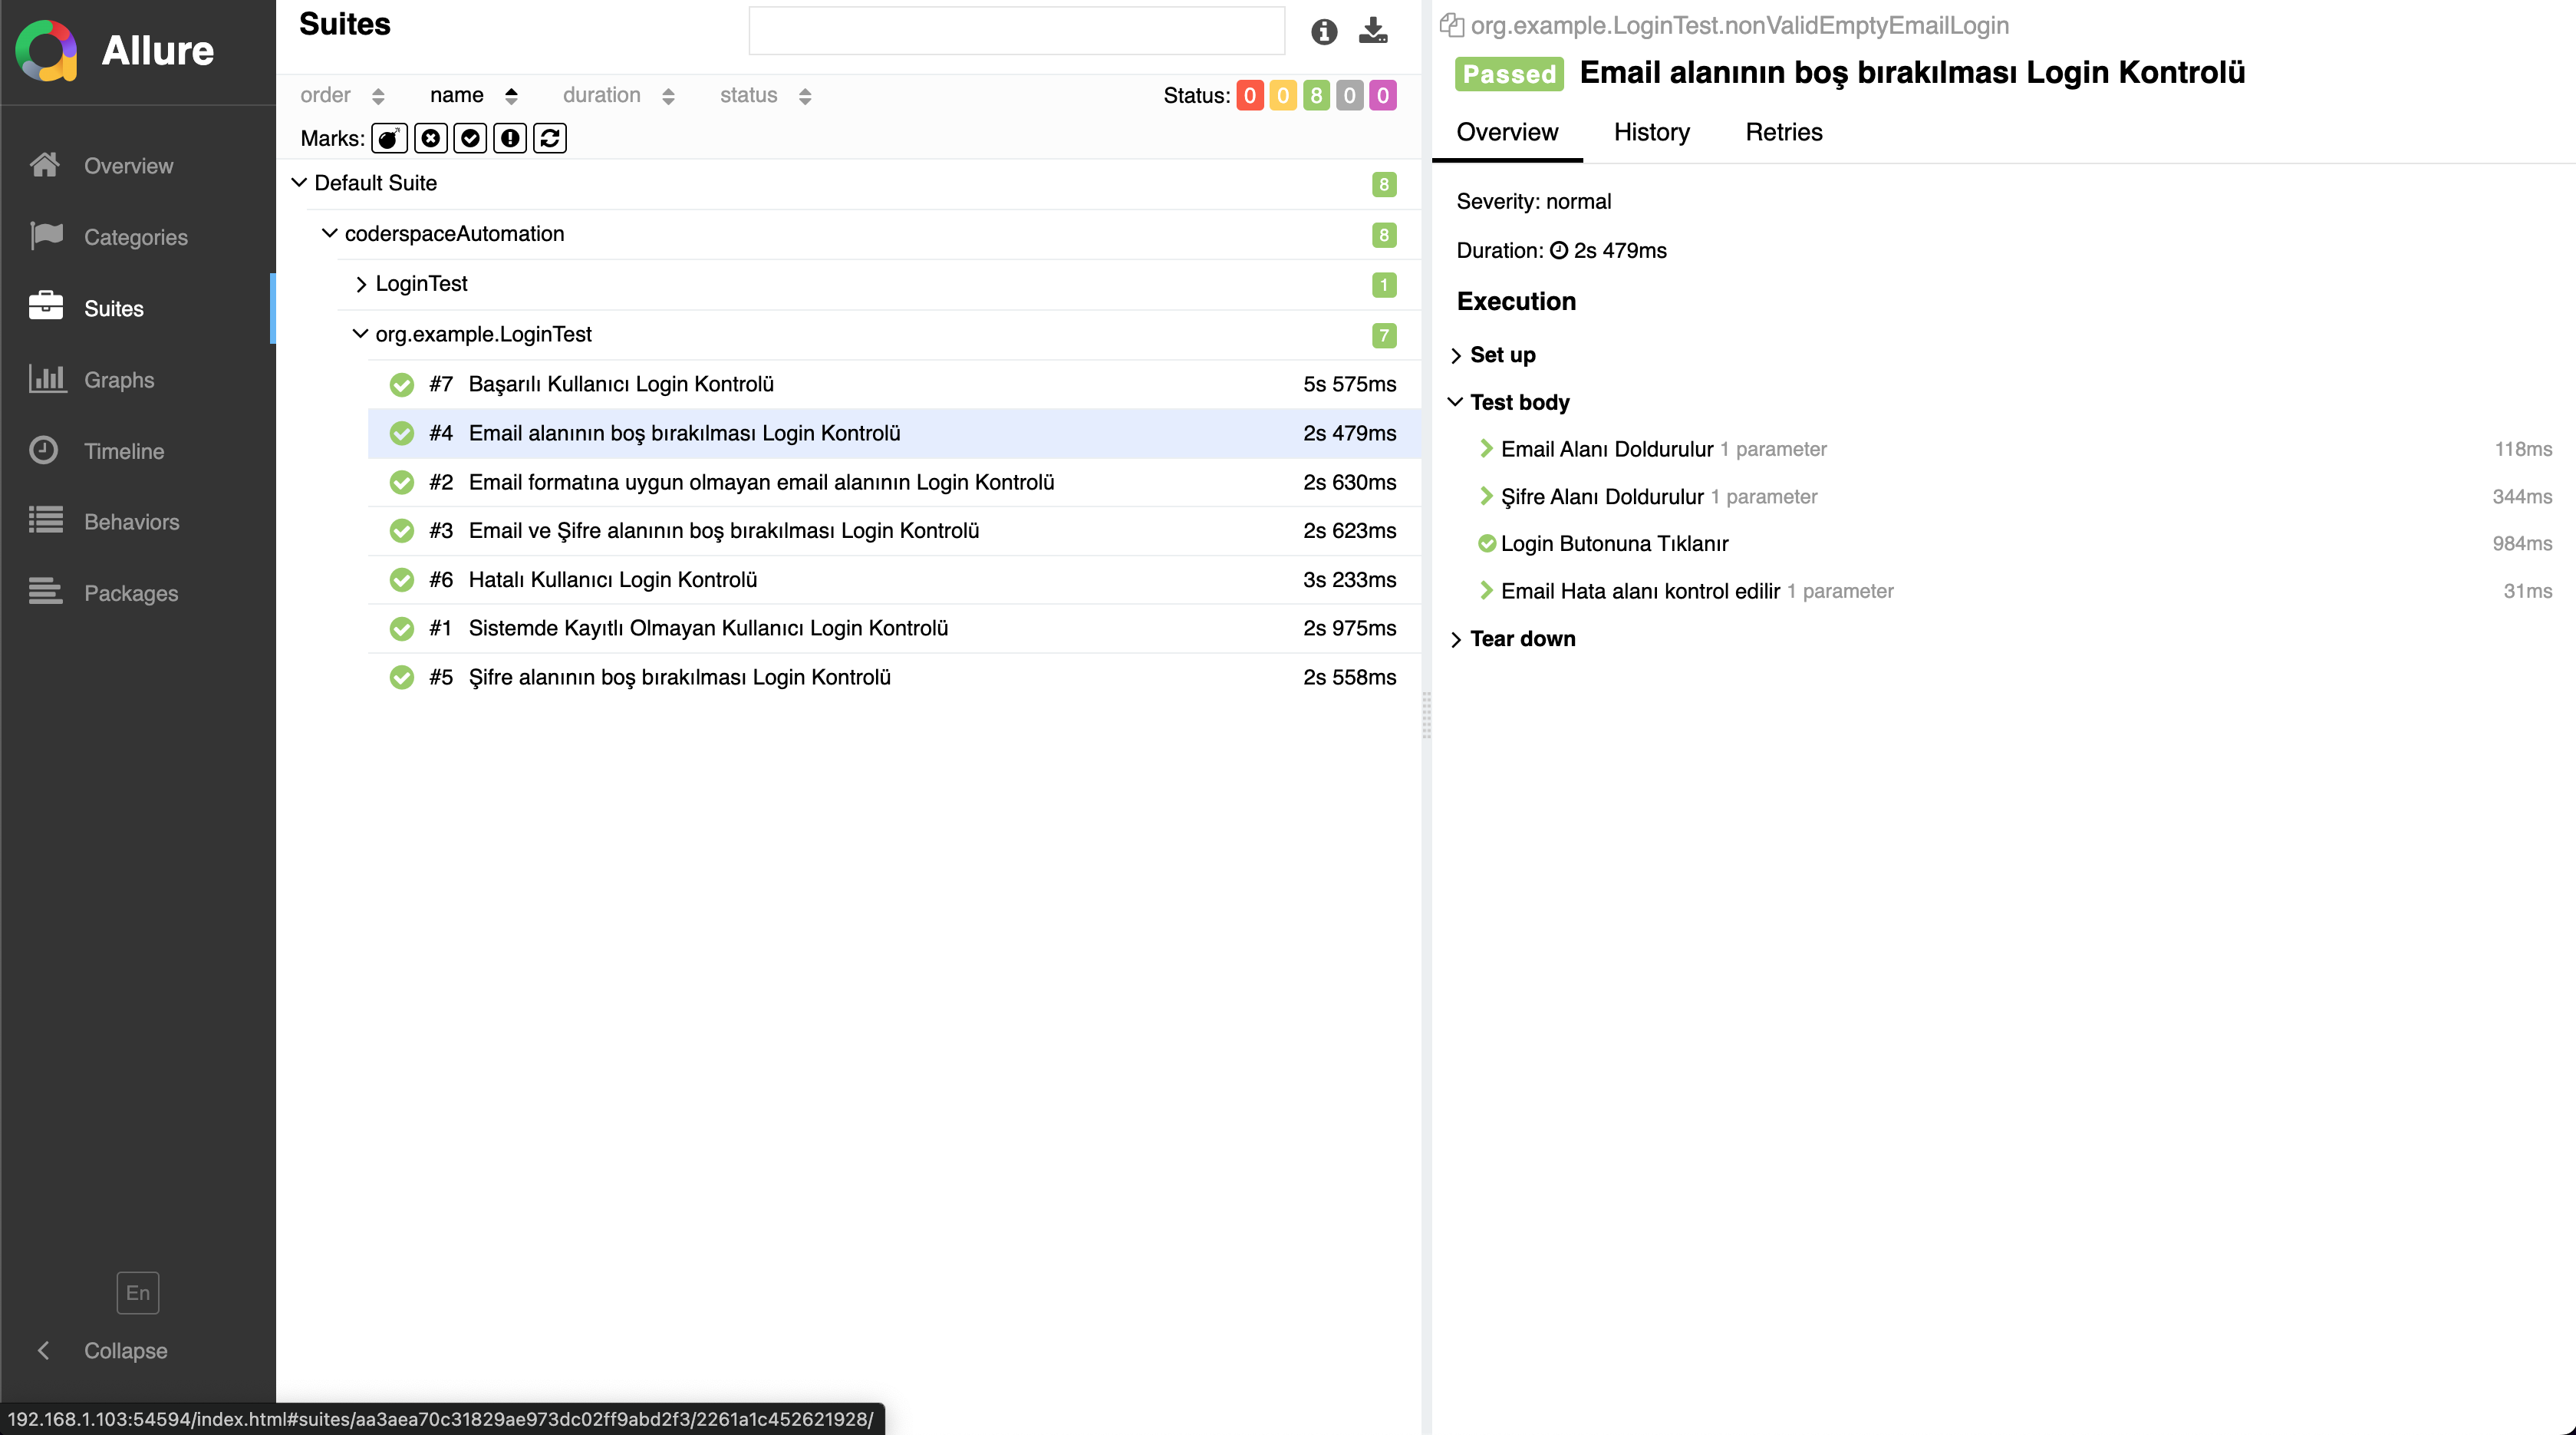 Allure
Overview
Categories
Suites
Graphs
Timeline
Behaviors
Packages
En
Collapse
Suites
order name duration status Status: 0 0 8 0 0
Marks:
Default Suite 8
coderspaceAutomation 8
LoginTest 1
org.example.LoginTest 7
#7 Başarılı Kullanıcı Login Kontrolü 5s 575ms
#4 Email alanının boş bırakılması Login Kontrolü 2s 479ms
#2 Email formatına uygun olmayan email alanının Login Kontrolü 2s 630ms
#3 Email ve Şifre alanının boş bırakılması Login Kontrolü 2s 623ms
#6 Hatalı Kullanıcı Login Kontrolü 3s 233ms
#1 Sistemde Kayıtlı Olmayan Kullanıcı Login Kontrolü 2s 975ms
#5 Şifre alanının boş bırakılması Login Kontrolü 2s 558ms
org.example.LoginTest.nonValidEmptyEmailLogin
Passed Email alanının boş bırakılması Login Kontrolü
Overview History Retries
Severity: normal
Duration: 2s 479ms
Execution
Set up
Test body
Email Alanı Doldurulur 1 parameter 118ms
Şifre Alanı Doldurulur 1 parameter 344ms
Login Butonuna Tıklanır 984ms
Email Hata alanı kontrol edilir 1 parameter 31ms
Tear down
192.168.1.103:54594/index.html#suites/aa3aea70c31829ae973dc02ff9abd2f3/2261a1c452621928/